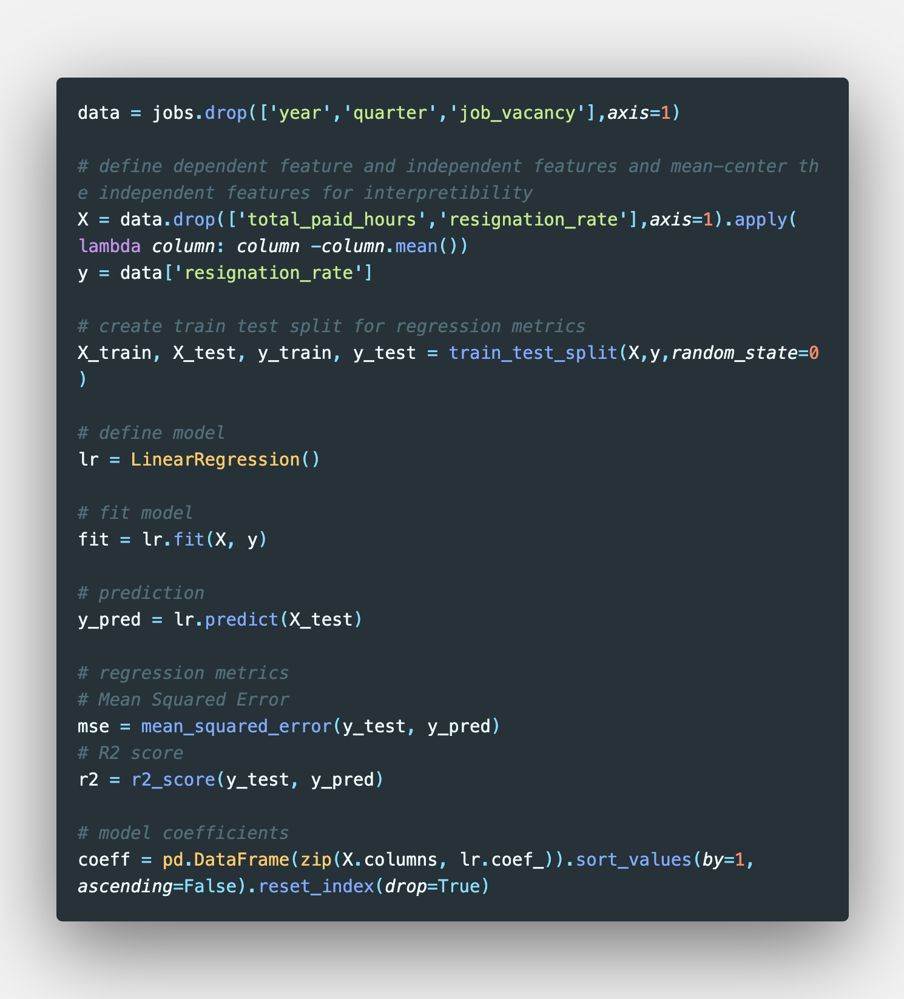 data = jobs.drop(['year','quarter','job_vacancy'],axis=1)
# define dependent feature and independent features and mean-center th
e independent features for interpretibility
X = data.drop(['total_paid_hours','resignation_rate'],axis=1).apply(
lambda column: column -column.mean())
y = data['resignation_rate']
# create train test split for regression metrics
X_train, X_test, y_train, y_test = train_test_split(X,y,random_state=0
)
# define model
lr = LinearRegression()
# fit model
fit = lr.fit(X, y)
# prediction
y_pred = lr.predict(X_test)
# regression metrics
# Mean Squared Error
mse = mean_squared_error(y_test, y_pred)
# R2 score
r2 = r2_score(y_test, y_pred)
# model coefficients
coeff = pd.DataFrame(zip(X.columns, lr.coef_)).sort_values(by=1,
ascending=False).reset_index(drop=True)